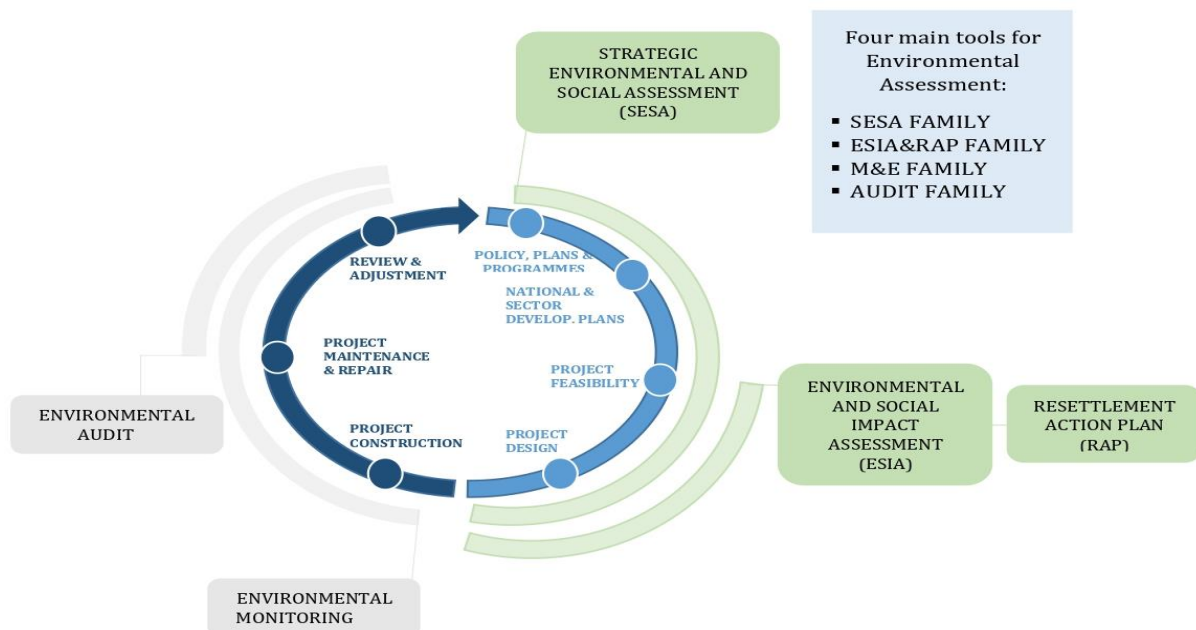 STRATEGIC
ENVIRONMENTAL AND
SOCIAL ASSESSMENT
(SESA)
Four main tools for
Environmental
Assessment:
▪ SESA FAMILY
▪ ESIA&RAP FAMILY
▪ M&E FAMILY
▪ AUDIT FAMILY
REVIEW &
ADJUSTMENT
POLICY, PLANS &
PROGRAMMES
NATIONAL &
SECTOR
DEVELOP. PLANS
PROJECT
MAINTENANCE
& REPAIR
PROJECT
FEASIBILITY
PROJECT
CONSTRUCTION
PROJECT
DESIGN
ENVIRONMENTAL
AUDIT
ENVIRONMENTAL
AND SOCIAL
IMPACT
ASSESSMENT
(ESIA)
RESETTLEMENT
ACTION PLAN
(RAP)
ENVIRONMENTAL
MONITORING